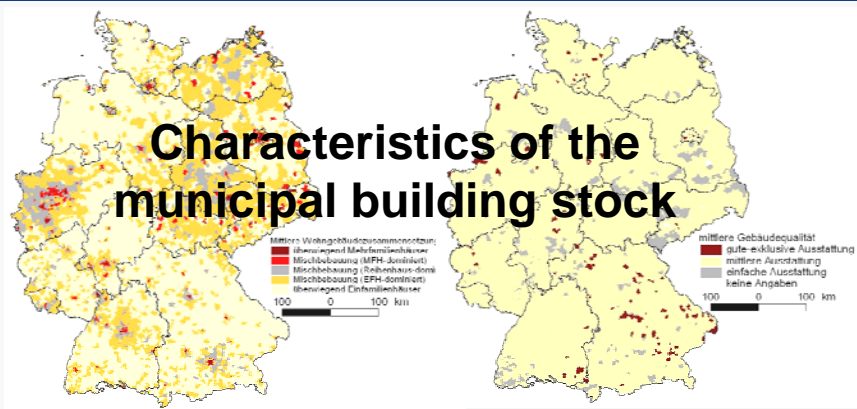 Characteristics of the
municipal building stock
Mittlere Wohngebäudezusammensetzung
überwiegend Mehrfamilienhäuser
Mischbebauung (MFH-dominiert)
Mischbebauung (Reihenhaus-domi
Mischbebauung (EFH-dominiert)
überwiegend Einfamilienhäuser
100 0 100 km
mittlere Gebäudequalität
gute-exklusive Ausstattung
mittlere Ausstattung
einfache Ausstattung
keine Angaben
100 0 100 km